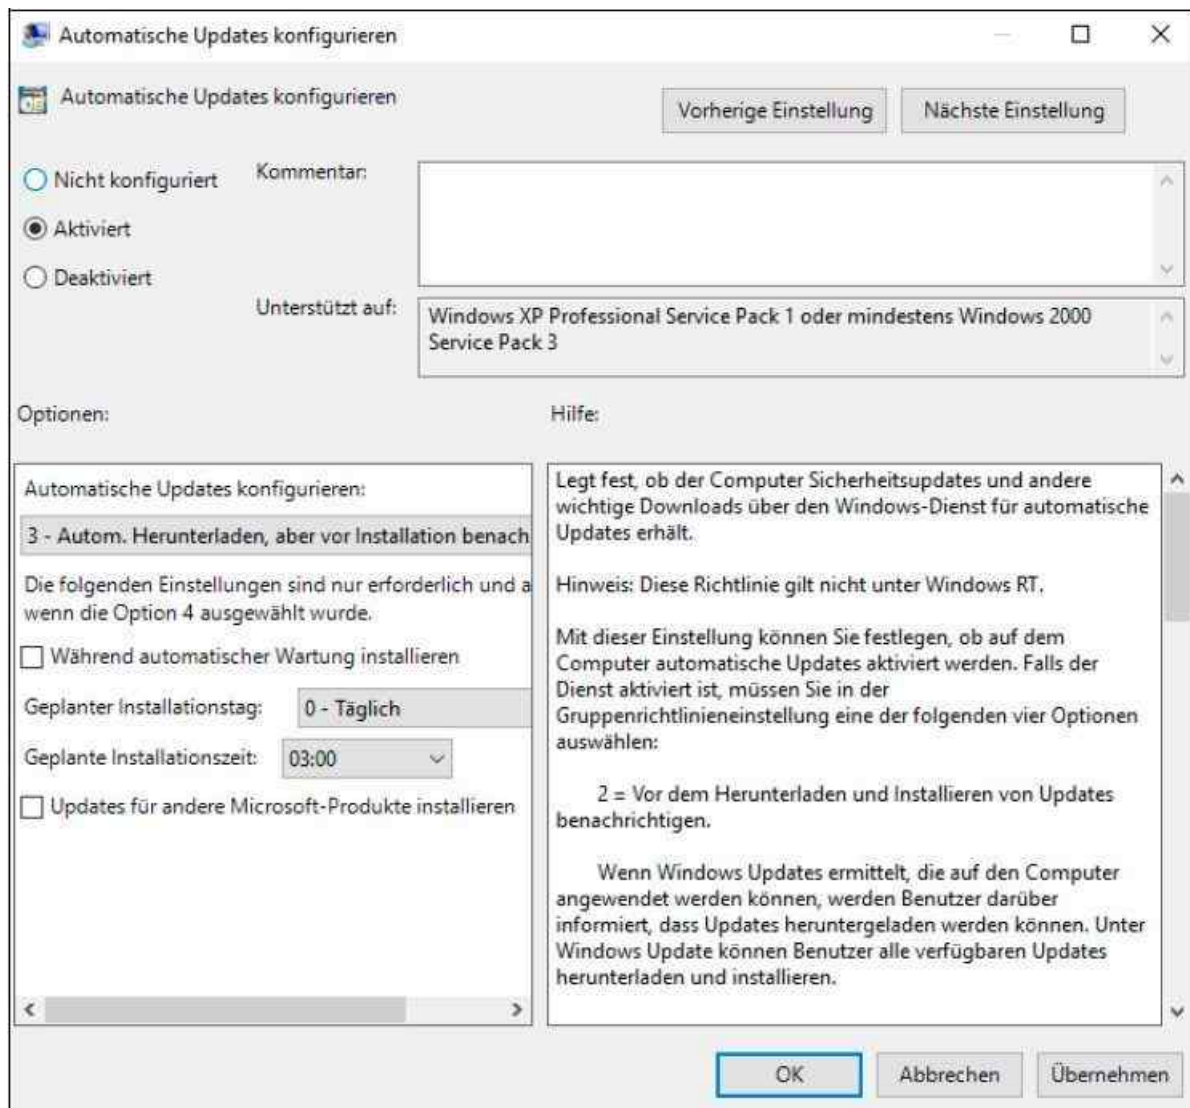 Automatische Updates konfigurieren
Automatische Updates konfigurieren
Vorherige Einstellung
Nächste Einstellung
Nicht konfiguriert
Kommentar:
Aktiviert
Deaktiviert
Unterstützt auf:
Windows XP Professional Service Pack 1 oder mindestens Windows 2000
Service Pack 3
Optionen:
Hilfe:
Automatische Updates konfigurieren:
3 - Autom. Herunterladen, aber vor Installation benach
Die folgenden Einstellungen sind nur erforderlich und a
wenn die Option 4 ausgewählt wurde.
Während automatischer Wartung installieren
Geplanter Installationstag:
0 - Täglich
Geplante Installationszeit:
03:00
Updates für andere Microsoft-Produkte installieren
Legt fest, ob der Computer Sicherheitsupdates und andere
wichtige Downloads über den Windows-Dienst für automatische
Updates erhält.
Hinweis: Diese Richtlinie gilt nicht unter Windows RT.
Mit dieser Einstellung können Sie festlegen, ob auf dem
Computer automatische Updates aktiviert werden. Falls der
Dienst aktiviert ist, müssen Sie in der
Gruppenrichtlinieneinstellung eine der folgenden vier Optionen
auswählen:
2 = Vor dem Herunterladen und Installieren von Updates
benachrichtigen.
Wenn Windows Updates ermittelt, die auf den Computer
angewendet werden können, werden Benutzer darüber
informiert, dass Updates heruntergeladen werden können. Unter
Windows Update können Benutzer alle verfügbaren Updates
herunterladen und installieren.
OK
Abbrechen
Übernehmen